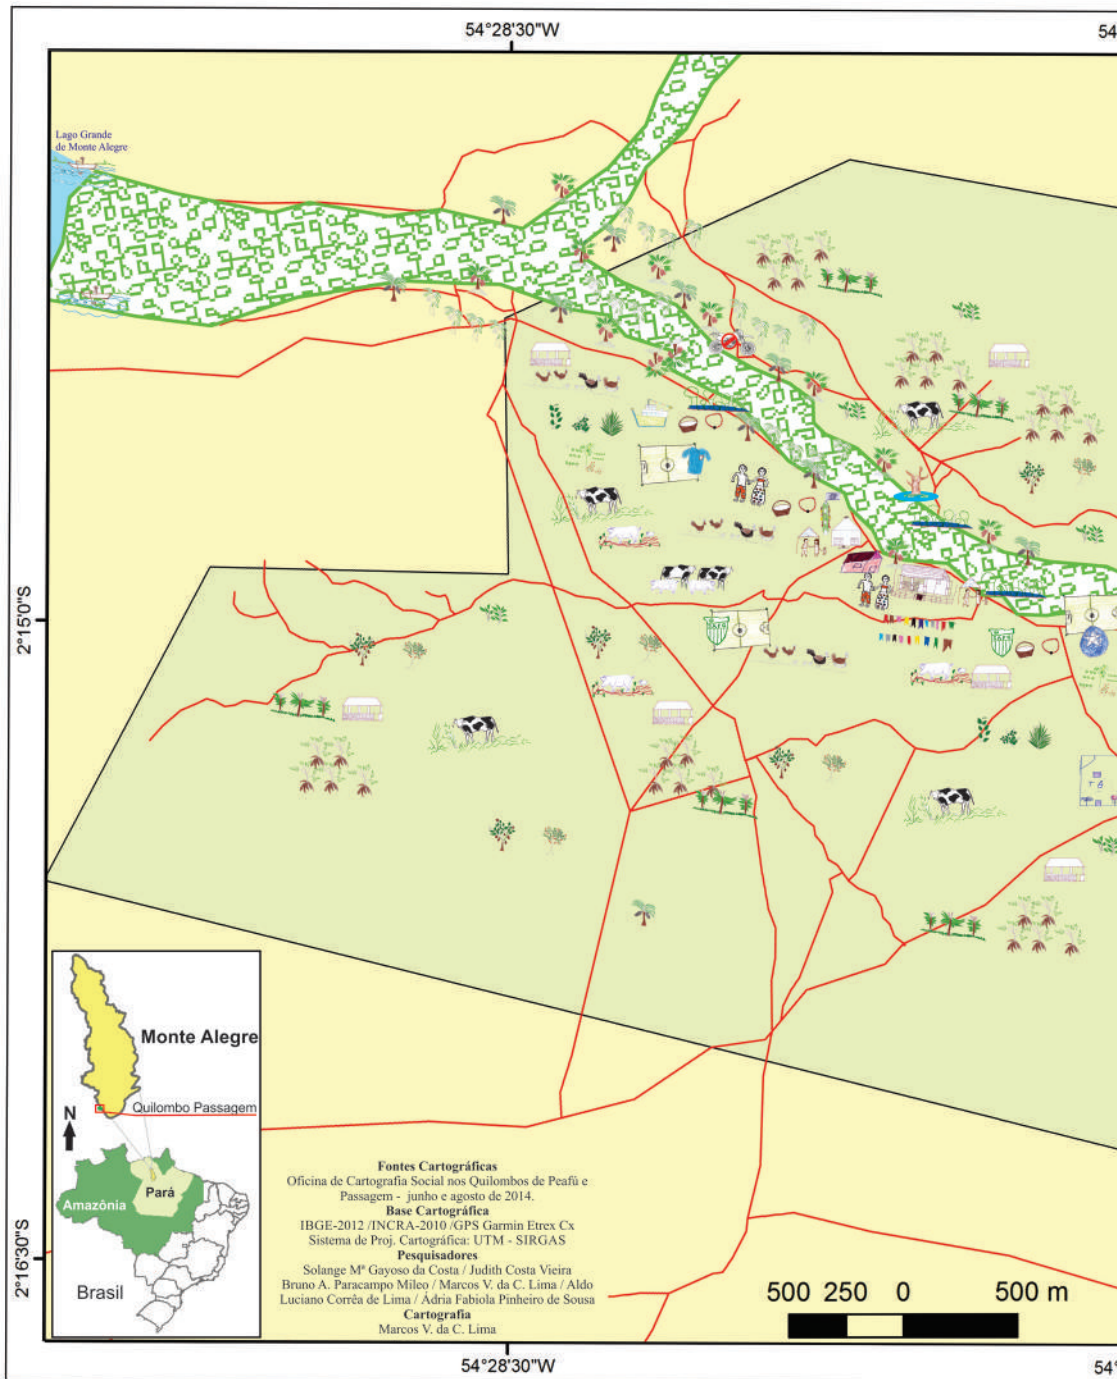 54°28'30"W
54
Lago Grande
de Monte Alegre
2°15'0"S
Monte Alegre
Quilombo Passagem
N
Amazônia
Pará
Brasil
2°16'30"S
Fontes Cartográficas
Oficina de Cartografia Social nos Quilombos de Peafú e
Passagem - junho e agosto de 2014.
Base Cartográfica
IBGE-2012 /INCRA-2010 /GPS Garmin Etrex Cx
Sistema de Proj. Cartográfica: UTM - SIRGAS
Pesquisadores
Solange Mª Gayoso da Costa / Judith Costa Vieira
Bruno A. Paracampo Mileo / Marcos V. da C. Lima / Aldo
Luciano Corrêa de Lima / Ádria Fabiola Pinheiro de Sousa
Cartografia
Marcos V. da C. Lima
500 250 0 500 m
54°28'30"W
54°